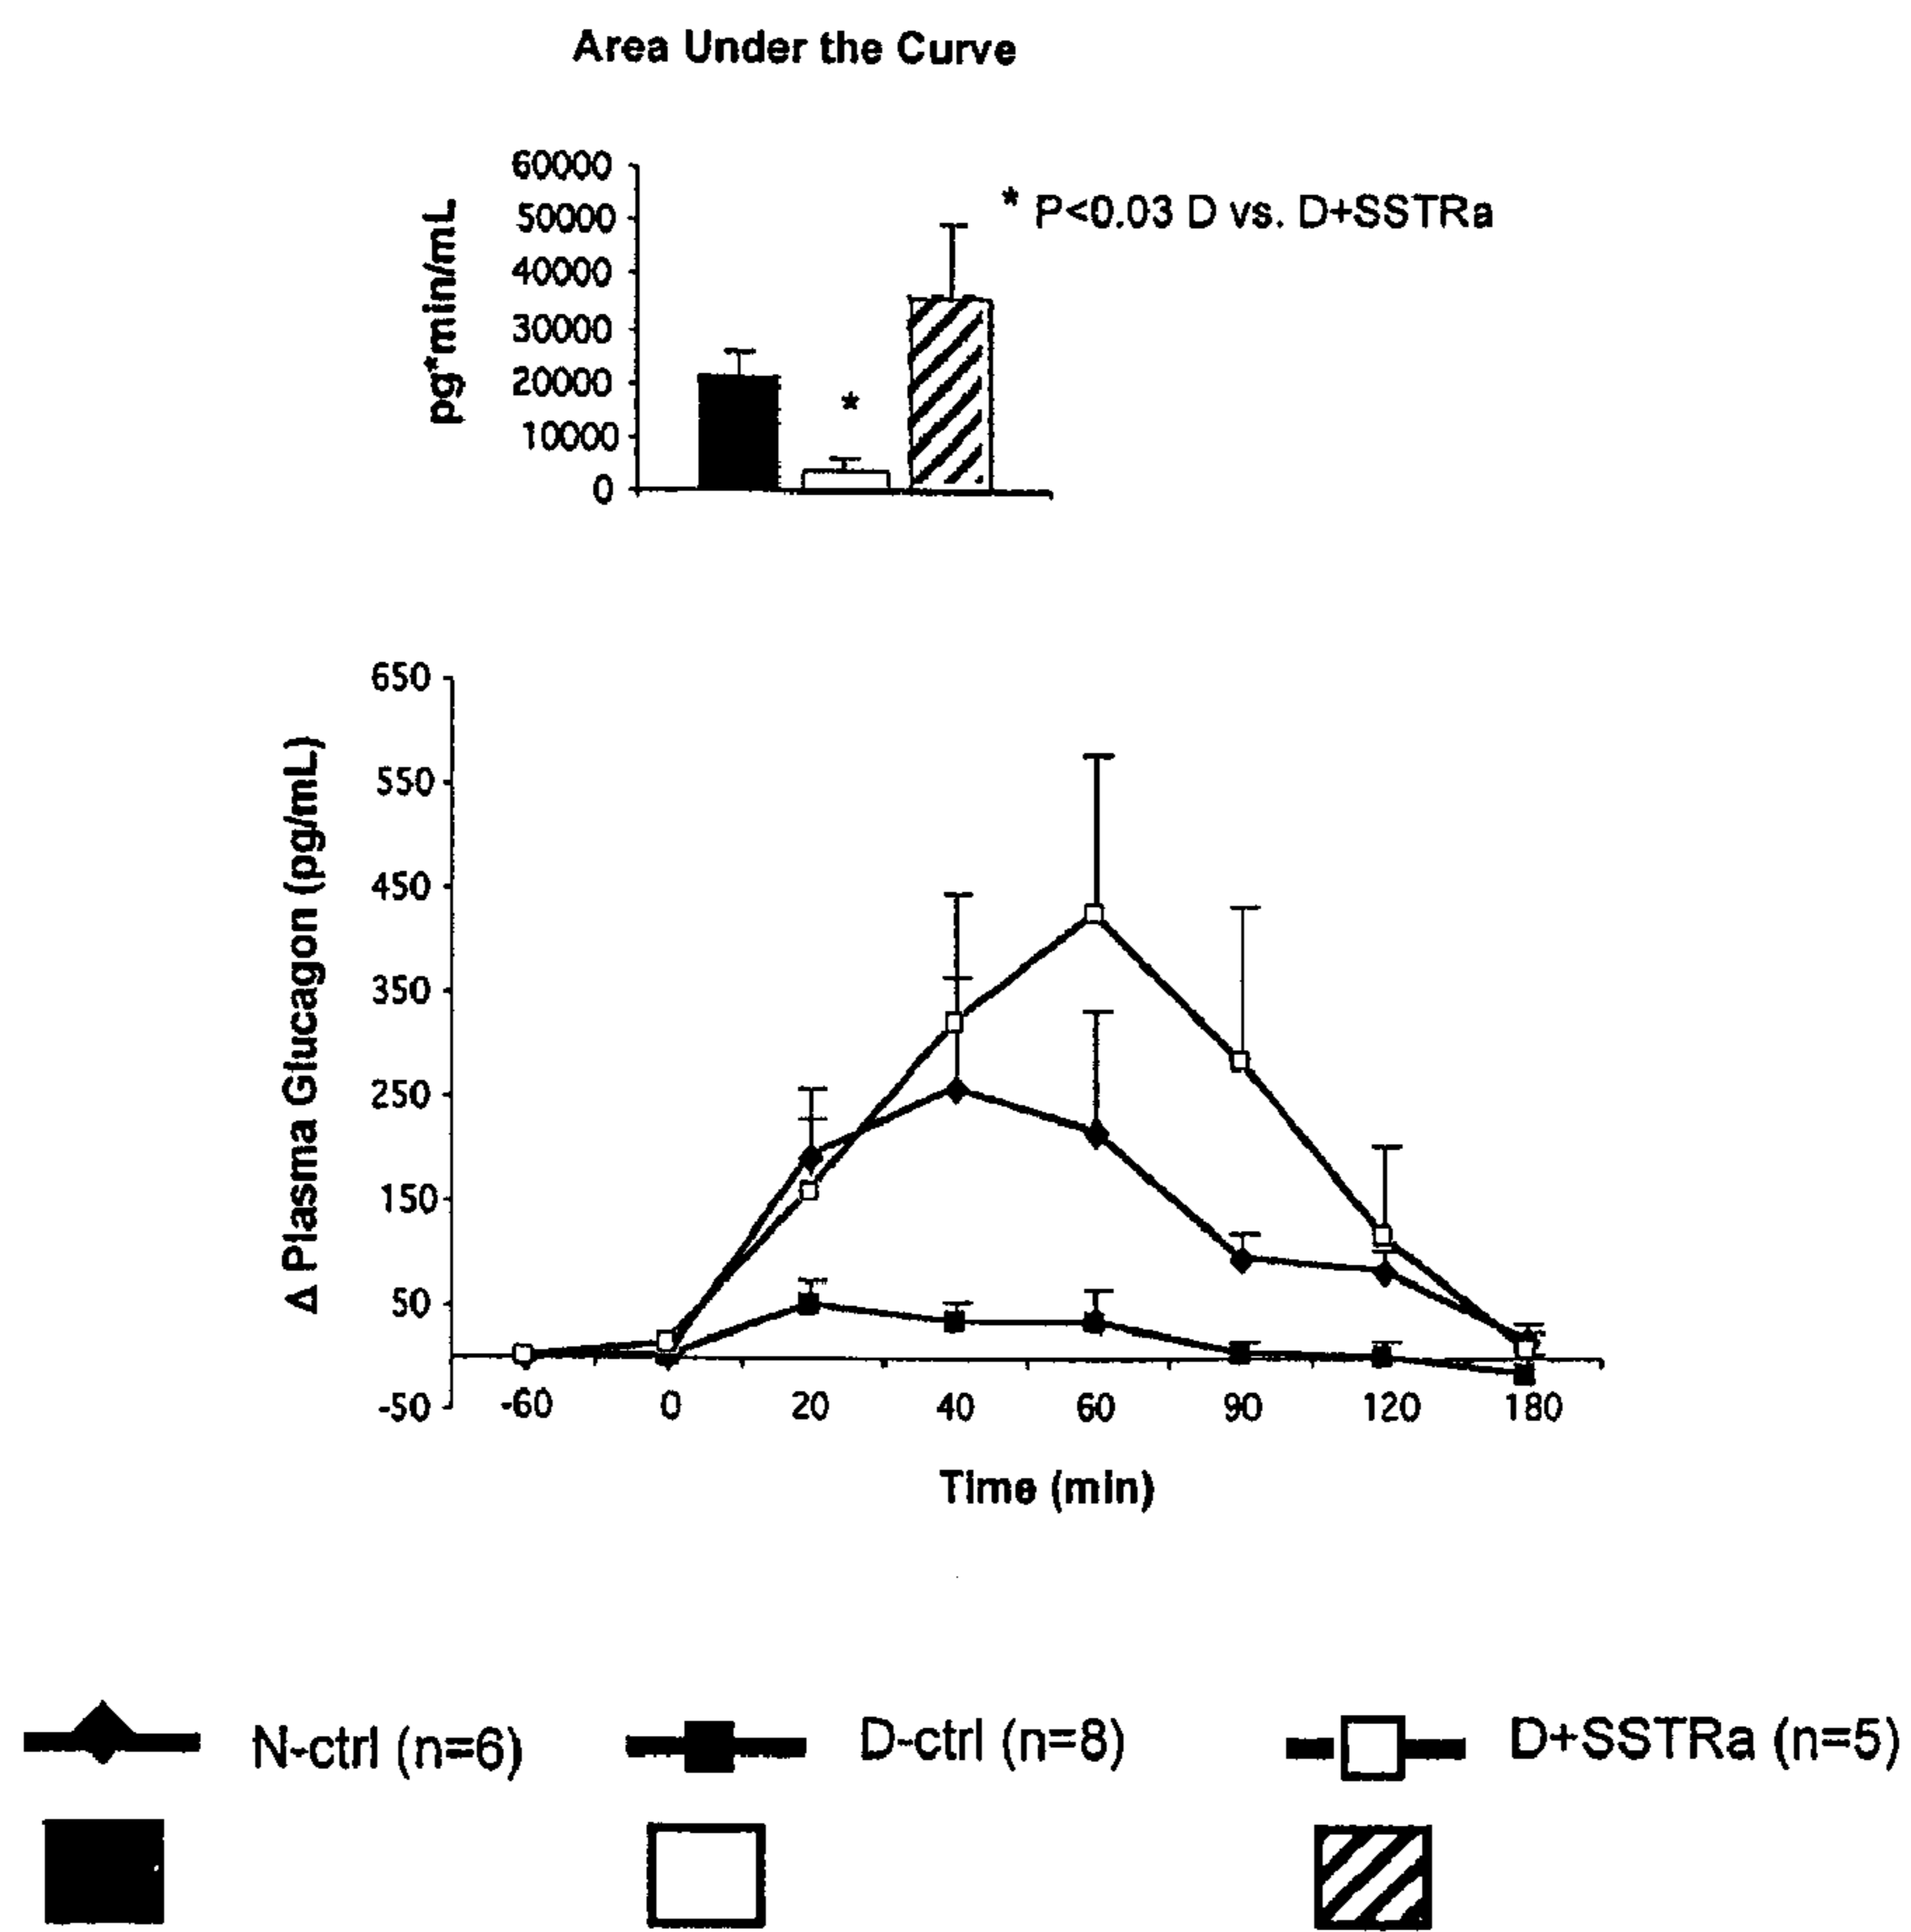 Area Under the Curve
60000
50000
40000
30000
20000
10000
0
pg*min/mL
* P<0.03 D vs. D+SSTRa
*
650
550
450
350
250
150
50
-50
Δ Plasma Glucagon (pg/mL)
-60 0 20 40 60 90 120 180
Time (min)
N-ctrl (n=6) D-ctrl (n=8) D+SSTRa (n=5)